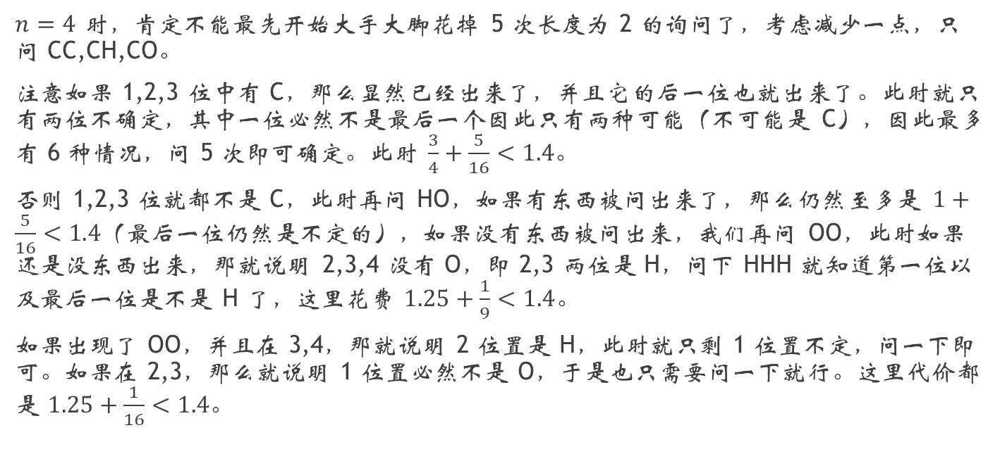 n = 4 时，肯定不能最先开始大手大脚花掉 5 次长度为 2 的询问了，考虑减少一点，只
问 CC,CH,CO。
注意如果 1,2,3 位中有 C，那么显然已经出来了，并且它的后一位也就出来了。此时就只
有两位不确定，其中一位必然不是最后一个因此只有两种可能（不可能是 C），因此最多
有 6 种情况，问 5 次即可确定。此时 3/4 + 5/16 < 1.4。
否则 1,2,3 位就都不是 C，此时再问 HO，如果有东西被问出来了，那么仍然至多是 1 +
5/16 < 1.4（最后一位仍然是不定的），如果没有东西被问出来，我们再问 OO，此时如果
还是没东西出来，那就说明 2,3,4 没有 O，即 2,3 两位是 H，问下 HHH 就知道第一位以
及最后一位是不是 H 了，这里花费 1.25 + 1/9 < 1.4。
如果出现了 OO，并且在 3,4，那就说明 2 位置是 H，此时就只剩 1 位置不定，问一下即
可。如果在 2,3，那么就说明 1 位置必然不是 O，于是也只需要问一下就行。这里代价都
是 1.25 + 1/16 < 1.4。